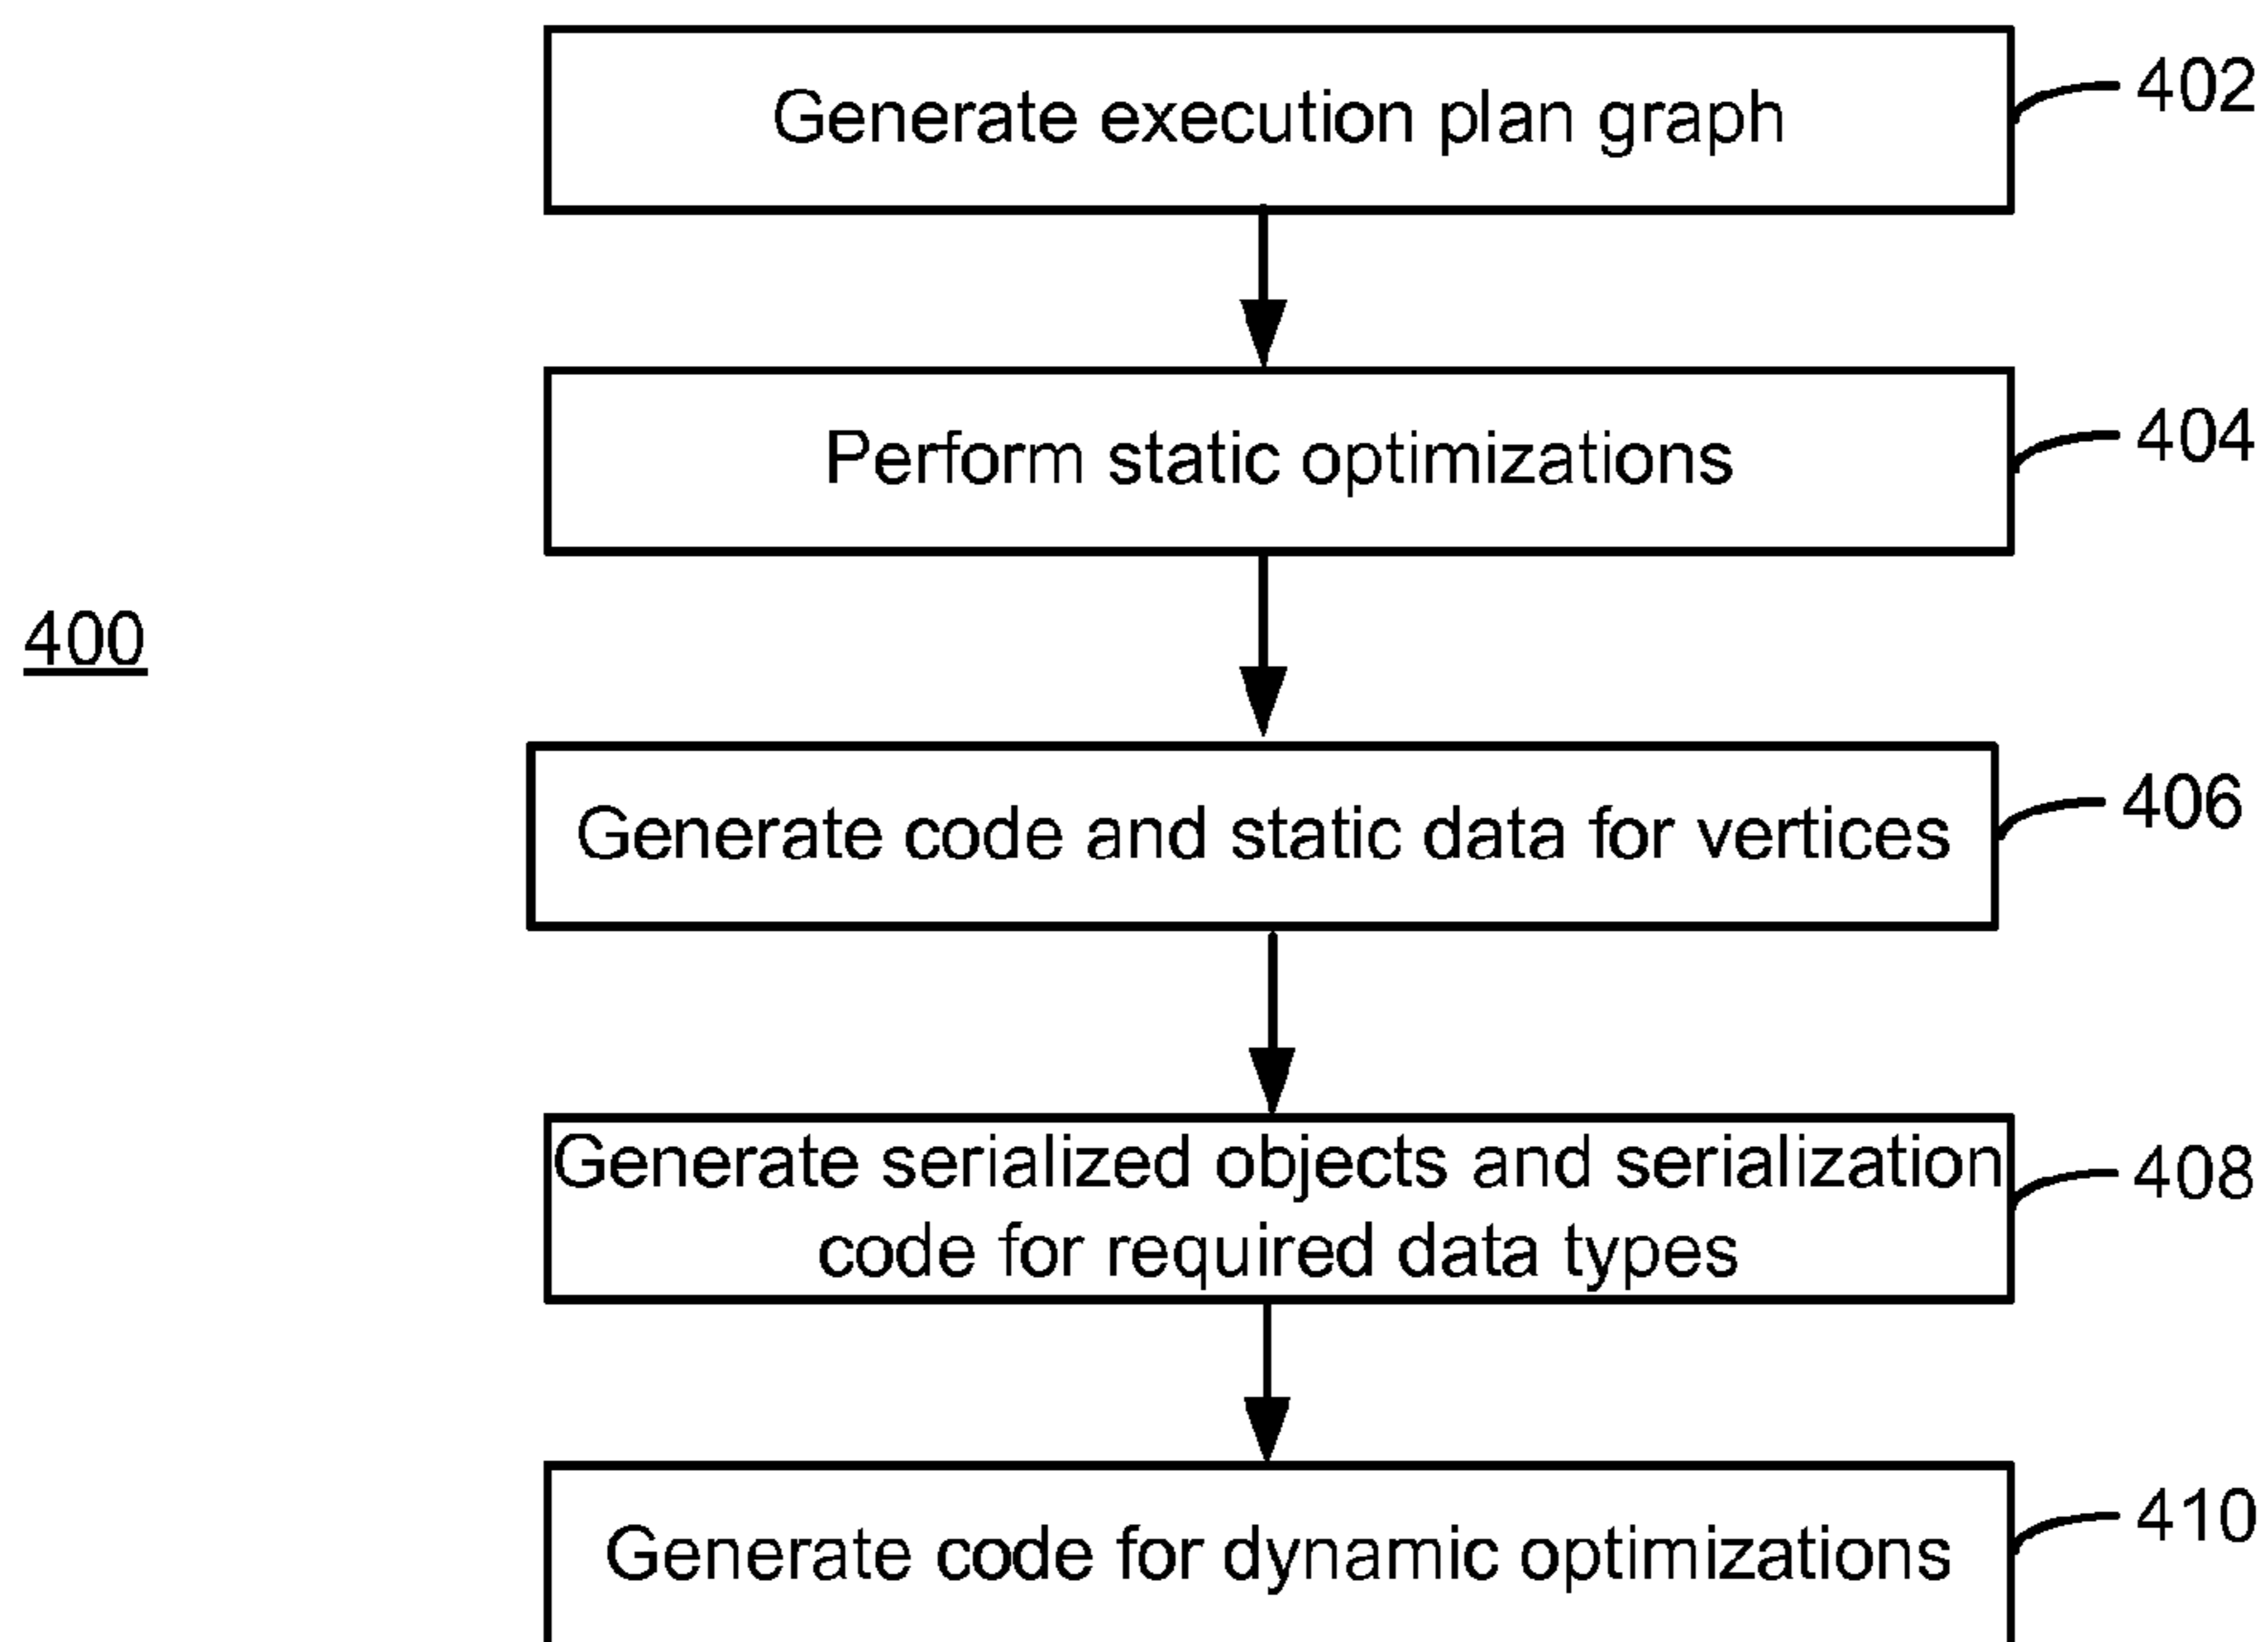 Generate execution plan graph
402
Perform static optimizations
404
400
Generate code and static data for vertices
406
Generate serialized objects and serialization
code for required data types
408
Generate code for dynamic optimizations
410